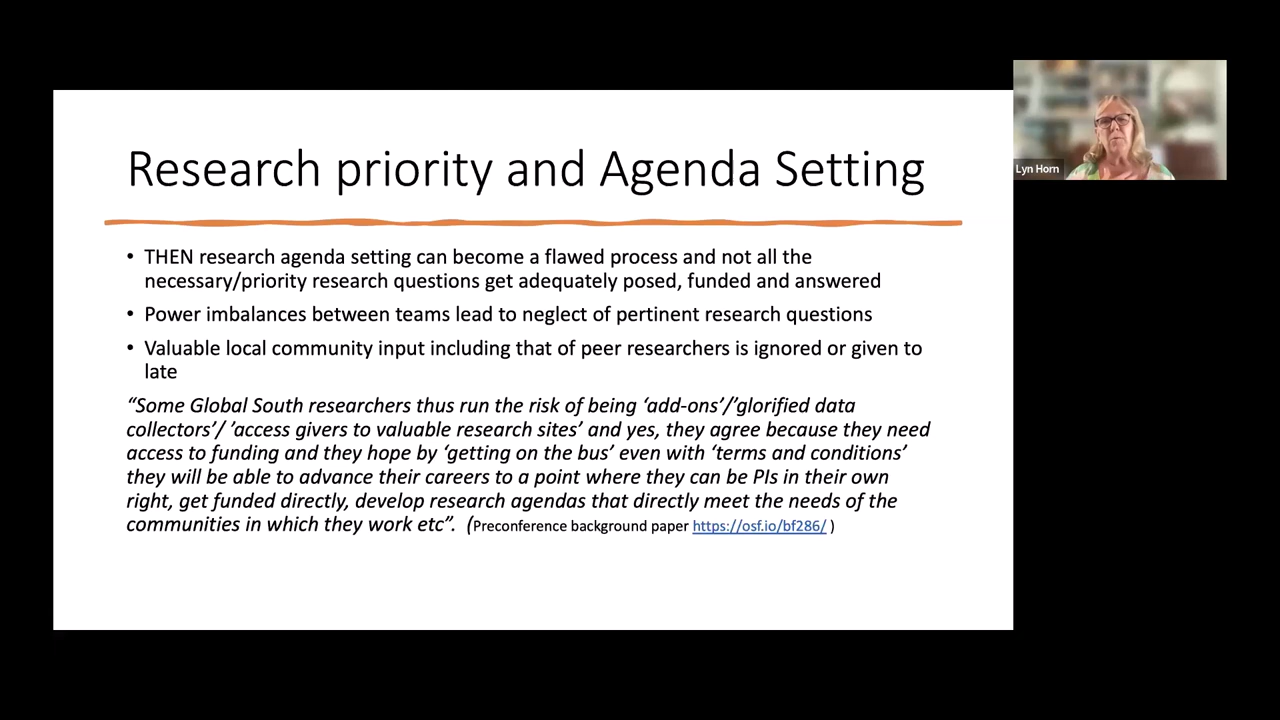 Research priority and Agenda Setting
• THEN research agenda setting can become a flawed process and not all the
necessary/priority research questions get adequately posed, funded and answered
• Power imbalances between teams lead to neglect of pertinent research questions
• Valuable local community input including that of peer researchers is ignored or given to
late
“Some Global South researchers thus run the risk of being ‘add-ons’/’glorified data
collectors’/ ’access givers to valuable research sites’ and yes, they agree because they need
access to funding and they hope by ‘getting on the bus’ even with ‘terms and conditions’
they will be able to advance their careers to a point where they can be PIs in their own
right, get funded directly, develop research agendas that directly meet the needs of the
communities in which they work etc”. (Preconference background paper https://osf.io/bf286/ )
Lyn Horn